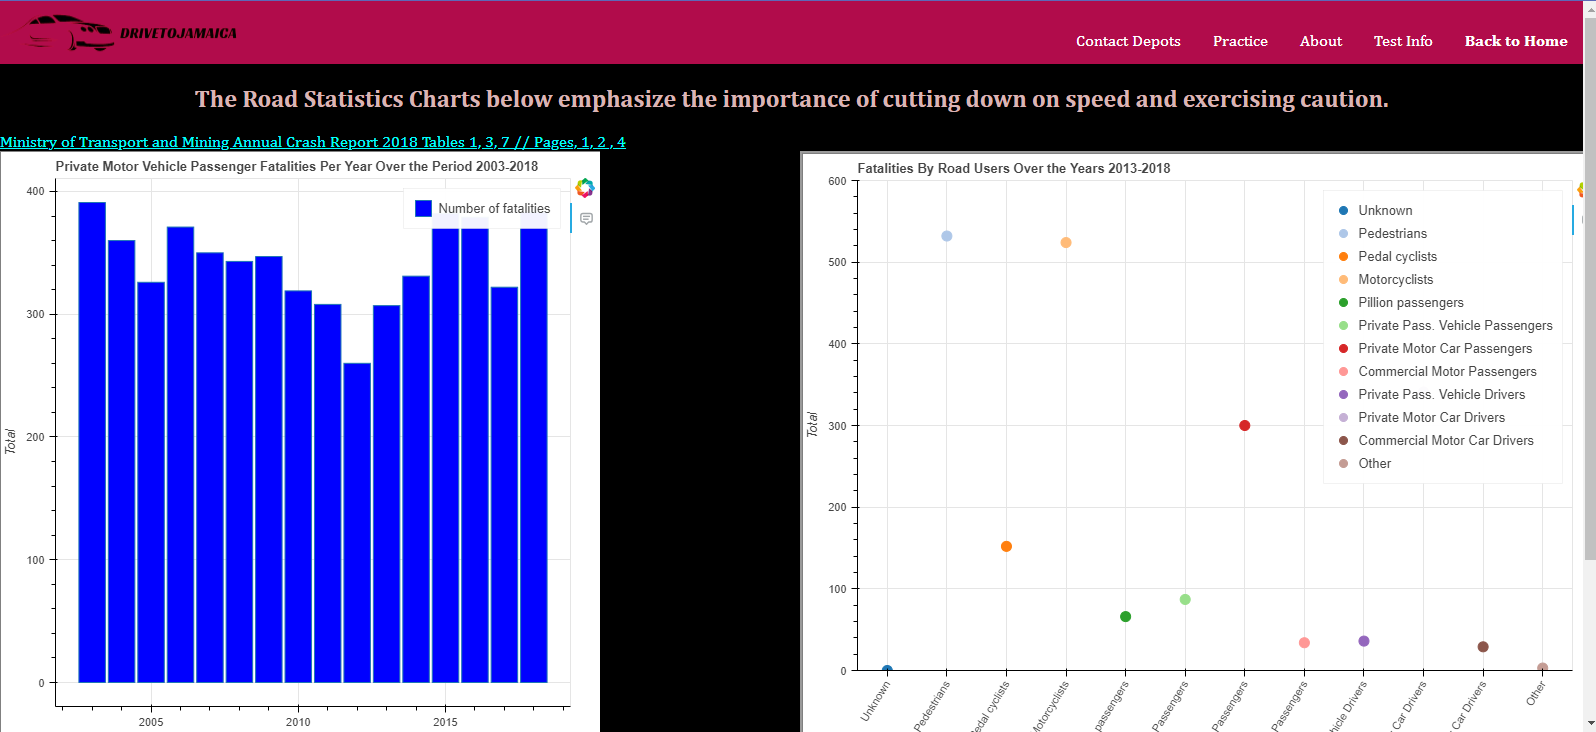 DRIVETOJAMAICA
Contact Depots Practice About Test Info Back to Home
The Road Statistics Charts below emphasize the importance of cutting down on speed and exercising caution.
Ministry of Transport and Mining Annual Crash Report 2018 Tables 1, 3, 7 // Pages, 1, 2 , 4
Private Motor Vehicle Passenger Fatalities Per Year Over the Period 2003-2018
Number of fatalities
400
300
200
100
0
Total
2005 2010 2015
Fatalities By Road Users Over the Years 2013-2018
600
500
400
300
200
100
0
Total
Unknown
Pedestrians
Pedal cyclists
Motorcyclists
Pillion passengers
Private Pass. Vehicle Passengers
Private Motor Car Passengers
Commercial Motor Passengers
Private Pass. Vehicle Drivers
Private Motor Car Drivers
Commercial Motor Car Drivers
Other
Unknown
Pedestrians
edal cyclists
otorcyclists
passengers
Passengers
Passengers
Passengers
hicle Drivers
Car Drivers
Car Drivers
Other